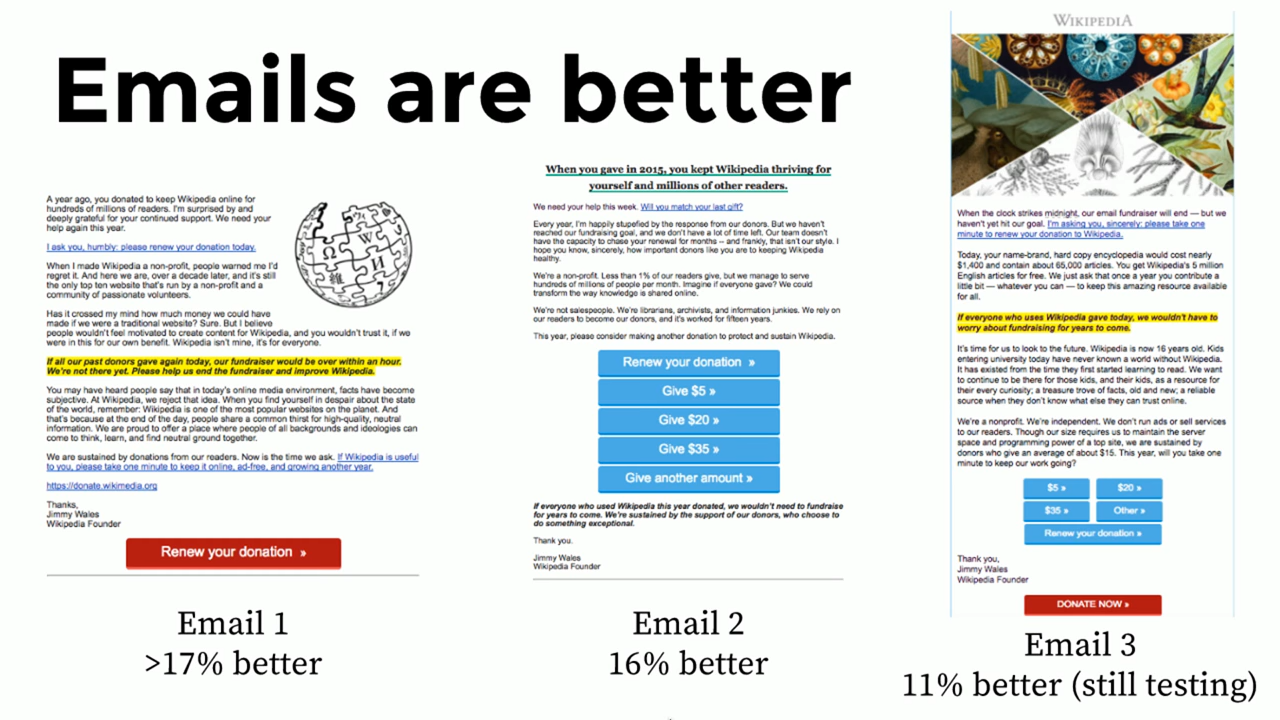 Emails are better
A year ago, you donated to keep Wikipedia online for
hundreds of millions of readers. I'm surprised by and
deeply grateful for your continued support. We need your
help again this year.
I ask you, humbly: please renew your donation today.
When I made Wikipedia a non-profit, people warned me I'd
regret it. And here we are, over a decade later, and it's still
the only top ten website that's run by a non-profit and a
community of passionate volunteers.
Has it crossed my mind how much money we could have
made if we were a traditional website? Sure. But I believe
people wouldn't feel motivated to create content for Wikipedia, and you wouldn't trust it, if we
were in this for our own benefit. Wikipedia isn't mine, it's for everyone.
If all our past donors gave again today, our fundraiser would be over within an hour.
We're not there yet. Please help us end the fundraiser and improve Wikipedia.
You may have heard people say that in today's online media environment, facts have become
subjective. At Wikipedia, we reject that idea. When you find yourself in despair about the state
of the world, remember: Wikipedia is one of the most popular websites on the planet. And
that's because at the end of the day, people share a common thirst for high-quality, neutral
information. We are proud to offer a place where people of all backgrounds and ideologies can
come to think, learn, and find neutral ground together.
We are sustained by donations from our readers. Now is the time we ask. If Wikipedia is useful
to you, please take one minute to keep it online, ad-free, and growing another year.
https://donate.wikimedia.org
Thanks,
Jimmy Wales
Wikipedia Founder
Renew your donation »
Email 1
>17% better
When you gave in 2015, you kept Wikipedia thriving for
yourself and millions of other readers.
We need your help this week. Will you match your last gift?
Every year, I'm happily stupefied by the response from our donors. But we haven't
reached our fundraising goal, and we don't have a lot of time left. Our team doesn't
have the capacity to chase your renewal for months – and frankly, that isn't our style. I
hope you know, sincerely, how important donors like you are to keeping Wikipedia
healthy.
We're a non-profit. Less than 1% of our readers give, but we manage to serve
hundreds of millions of people per month. Imagine if everyone gave? We could
transform the way knowledge is shared online.
We're not salespeople. We're librarians, archivists, and information junkies. We rely on
our readers to become our donors, and it's worked for fifteen years.
This year, please consider making another donation to protect and sustain Wikipedia.
Renew your donation »
Give $5 »
Give $20 »
Give $35 »
Give another amount »
If everyone who used Wikipedia this year donated, we wouldn't need to fundraise
for years to come. We're sustained by the support of our donors, who choose to
do something exceptional.
Thank you.
Jimmy Wales
Wikipedia Founder
Email 2
16% better
WIKIPEDIA
When the clock strikes midnight, our email fundraiser will end — but we
haven't yet hit our goal. I'm asking you, sincerely: please take one
minute to renew your donation to Wikipedia.
Today, your name-brand, hard copy encyclopedia would cost nearly
$1,400 and contain about 65,000 articles. You get Wikipedia's 5 million
English articles for free. We just ask that once a year you contribute a
little bit — whatever you can — to keep this amazing resource available
for all.
If everyone who uses Wikipedia gave today, we wouldn't have to
worry about fundraising for years to come.
It's time for us to look to the future. Wikipedia is now 16 years old. Kids
entering university today have never known a world without Wikipedia.
It has existed from the time they first started learning to read. We want
to continue to be there for those kids, and their kids, as a resource for
their every curiosity; a treasure trove of facts, old and new; a reliable
source when they don't know what else they can trust online.
We're a nonprofit. We're independent. We don't run ads or sell services
to our readers. Though our size requires us to maintain the server
space and programming power of a top site, we are sustained by
donors who give an average of about $15. This year, will you take one
minute to keep our work going?
$5 » $20 »
$35 » Other »
Renew your donation »
Thank you,
Jimmy Wales
Wikipedia Founder
DONATE NOW »
Email 3
11% better (still testing)